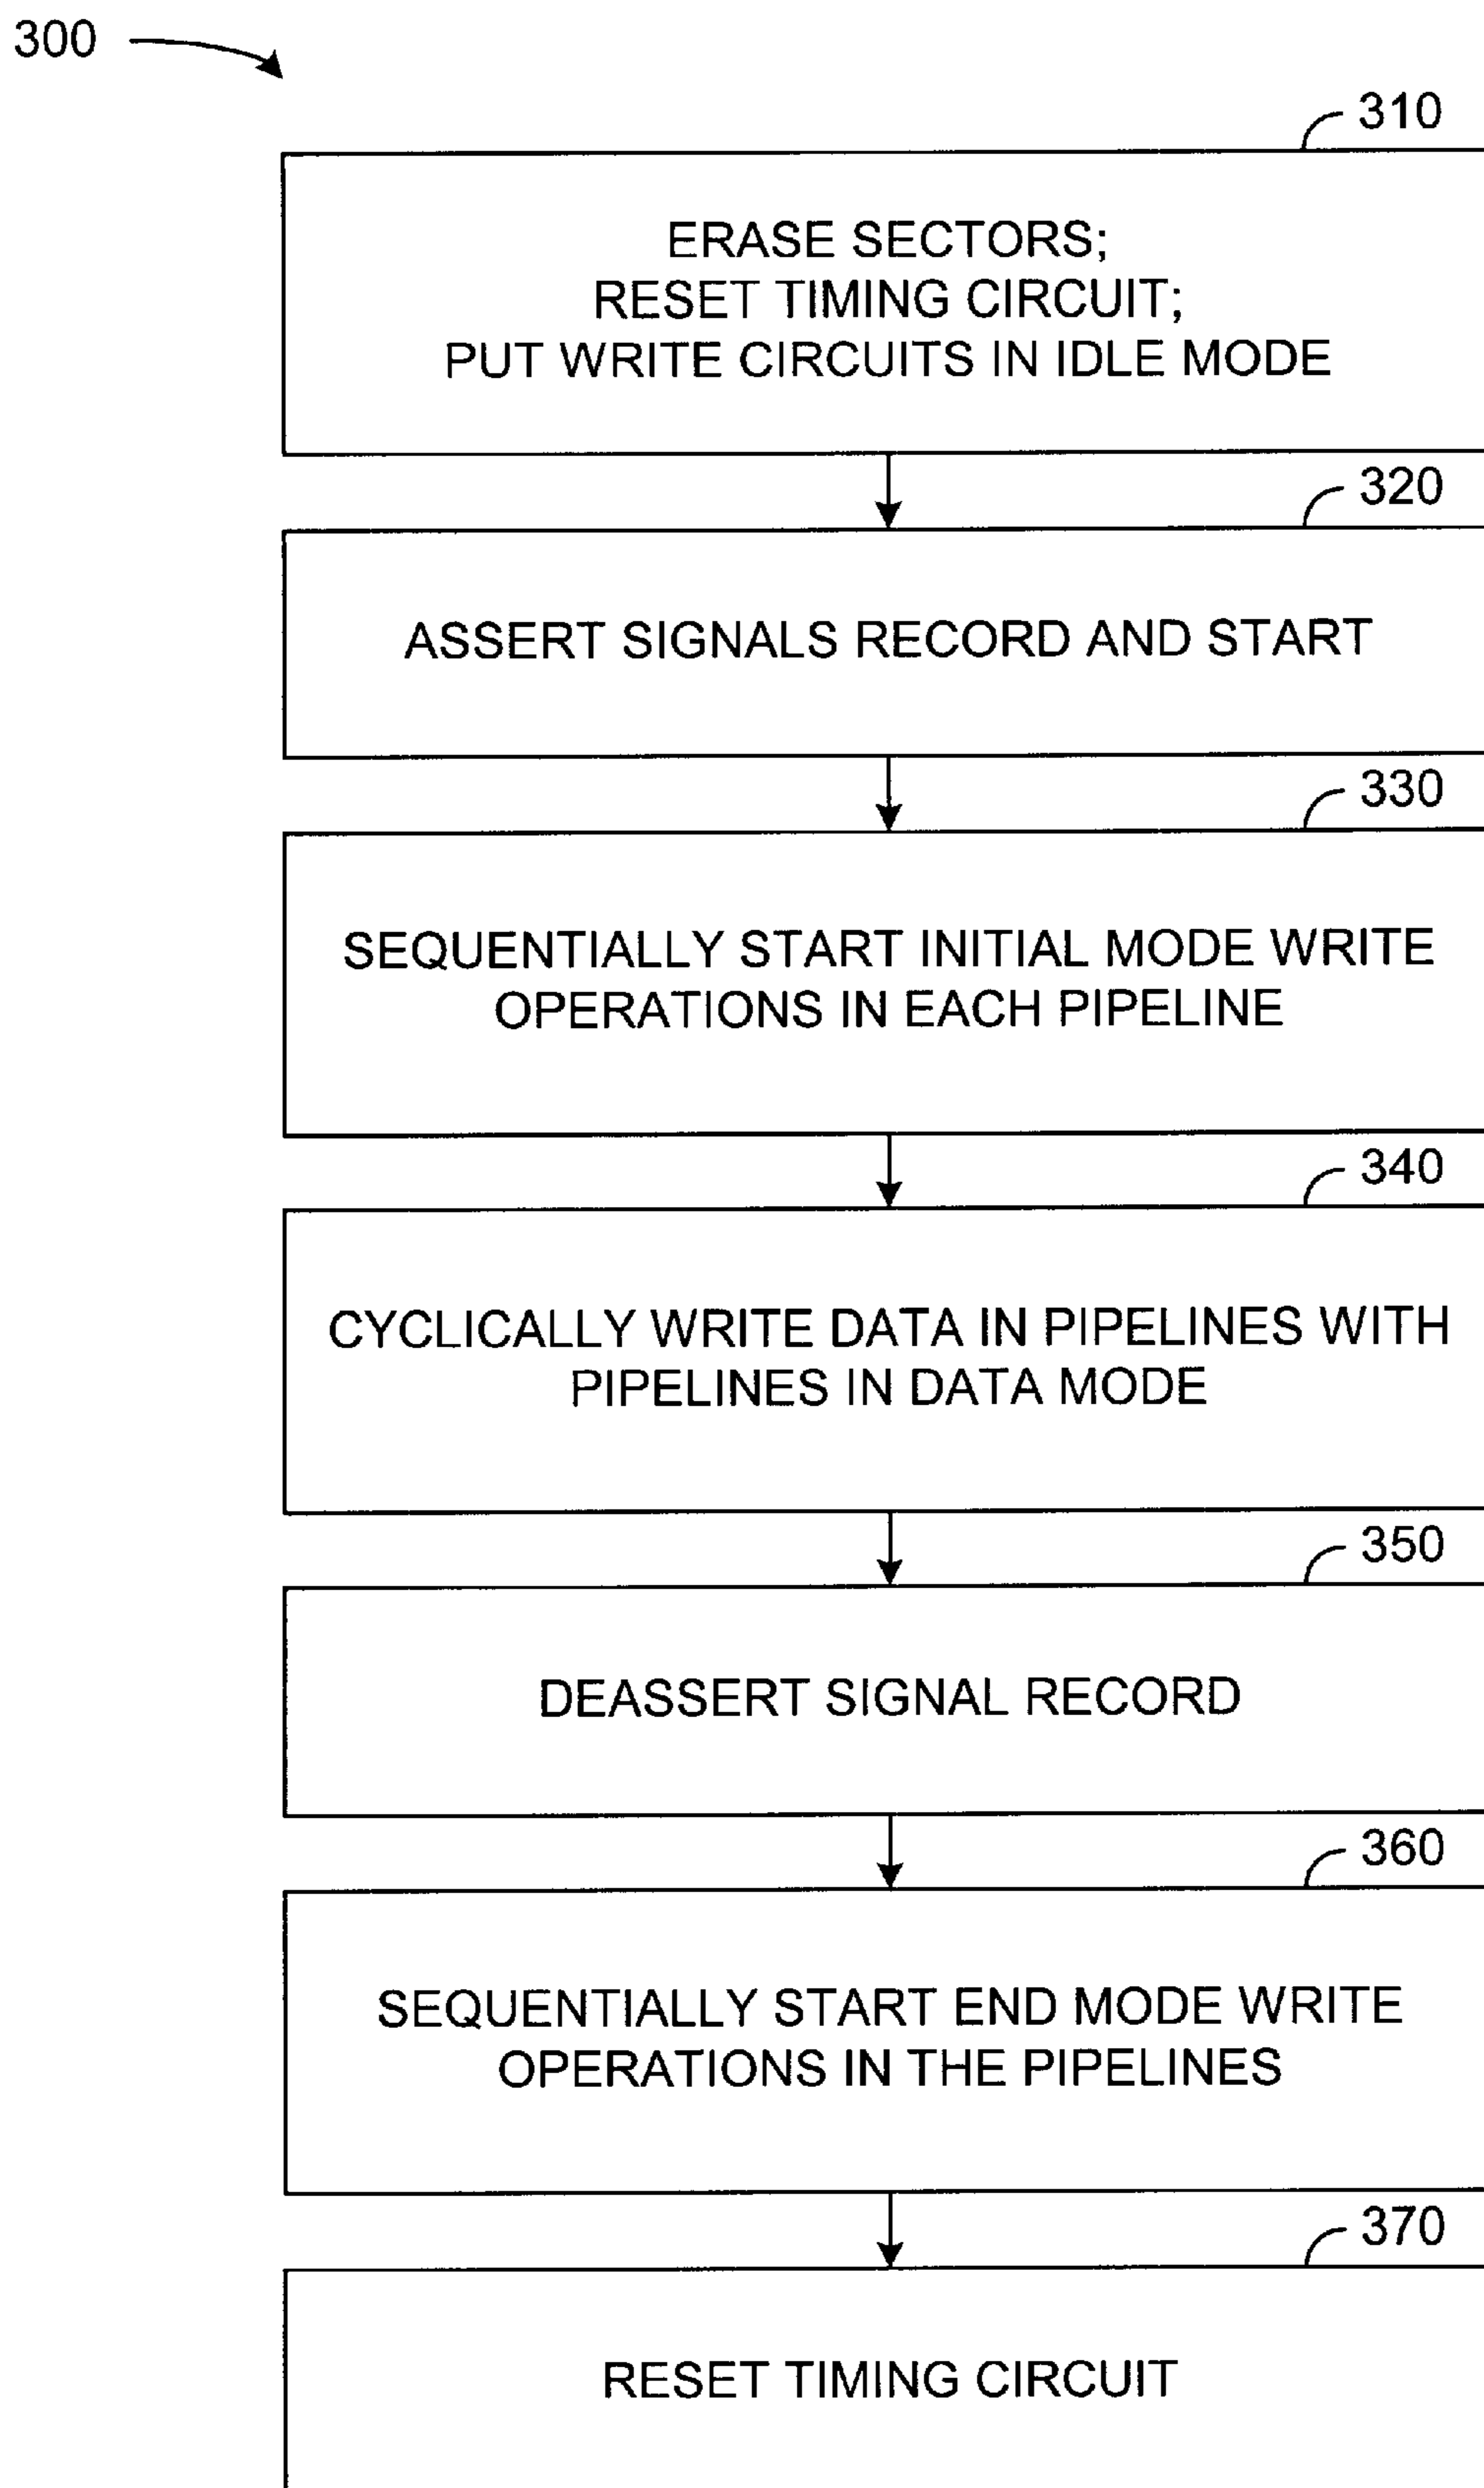 300
310
ERASE SECTORS;
RESET TIMING CIRCUIT;
PUT WRITE CIRCUITS IN IDLE MODE
320
ASSERT SIGNALS RECORD AND START
330
SEQUENTIALLY START INITIAL MODE WRITE
OPERATIONS IN EACH PIPELINE
340
CYCLICALLY WRITE DATA IN PIPELINES WITH
PIPELINES IN DATA MODE
350
DEASSERT SIGNAL RECORD
360
SEQUENTIALLY START END MODE WRITE
OPERATIONS IN THE PIPELINES
370
RESET TIMING CIRCUIT